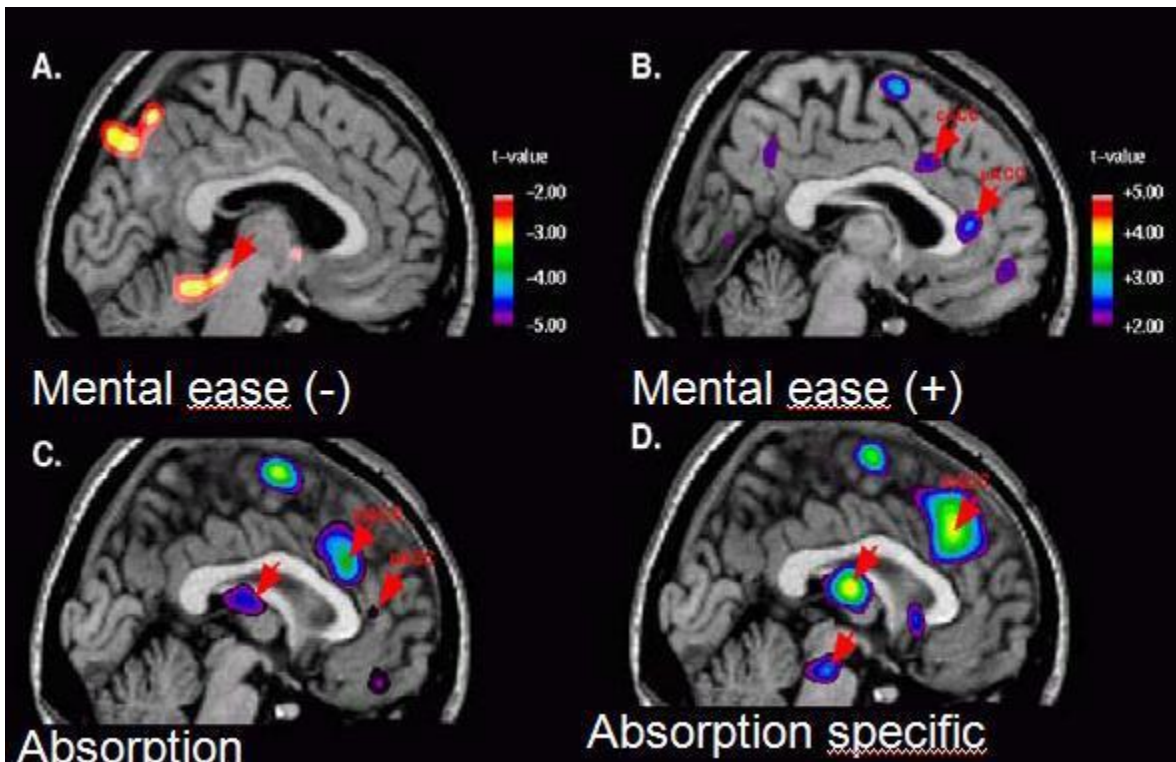 A.
t-value
-2.00
-3.00
-4.00
-5.00
Mental ease (-)
B.
t-value
+5.00
+4.00
+3.00
+2.00
Mental ease (+)
C.
Absorption
D.
Absorption specific